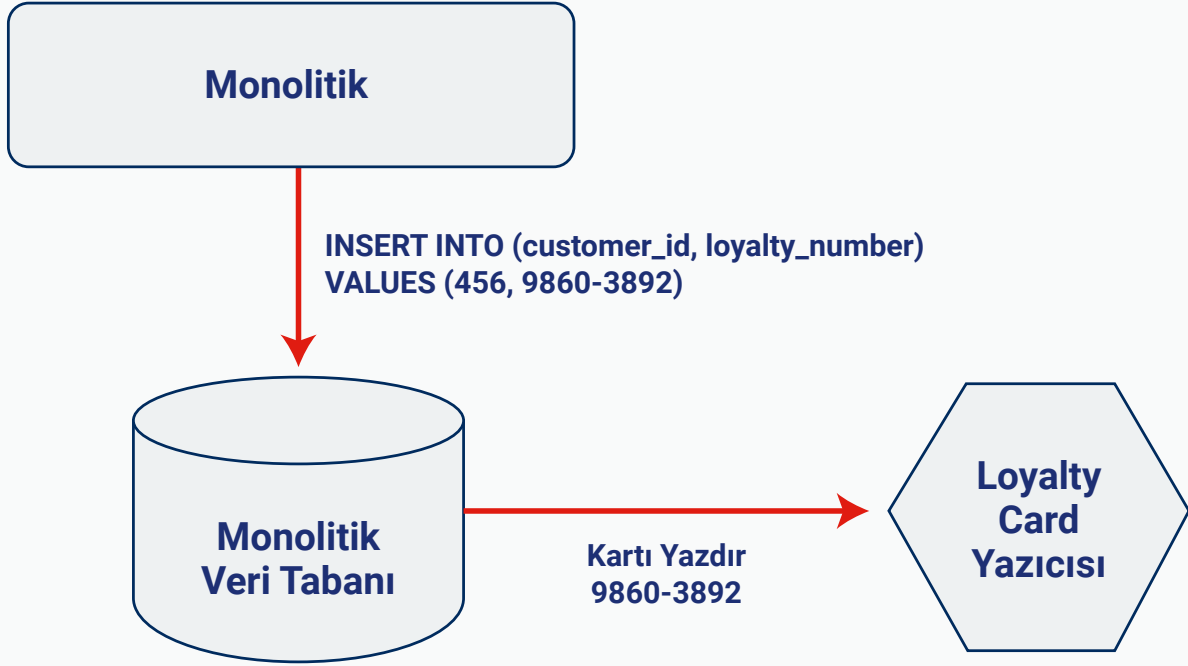 Monolitik
INSERT INTO (customer_id, loyalty_number)
VALUES (456, 9860-3892)
Monolitik
Veri Tabanı
Kartı Yazdır
9860-3892
Loyalty
Card
Yazıcısı